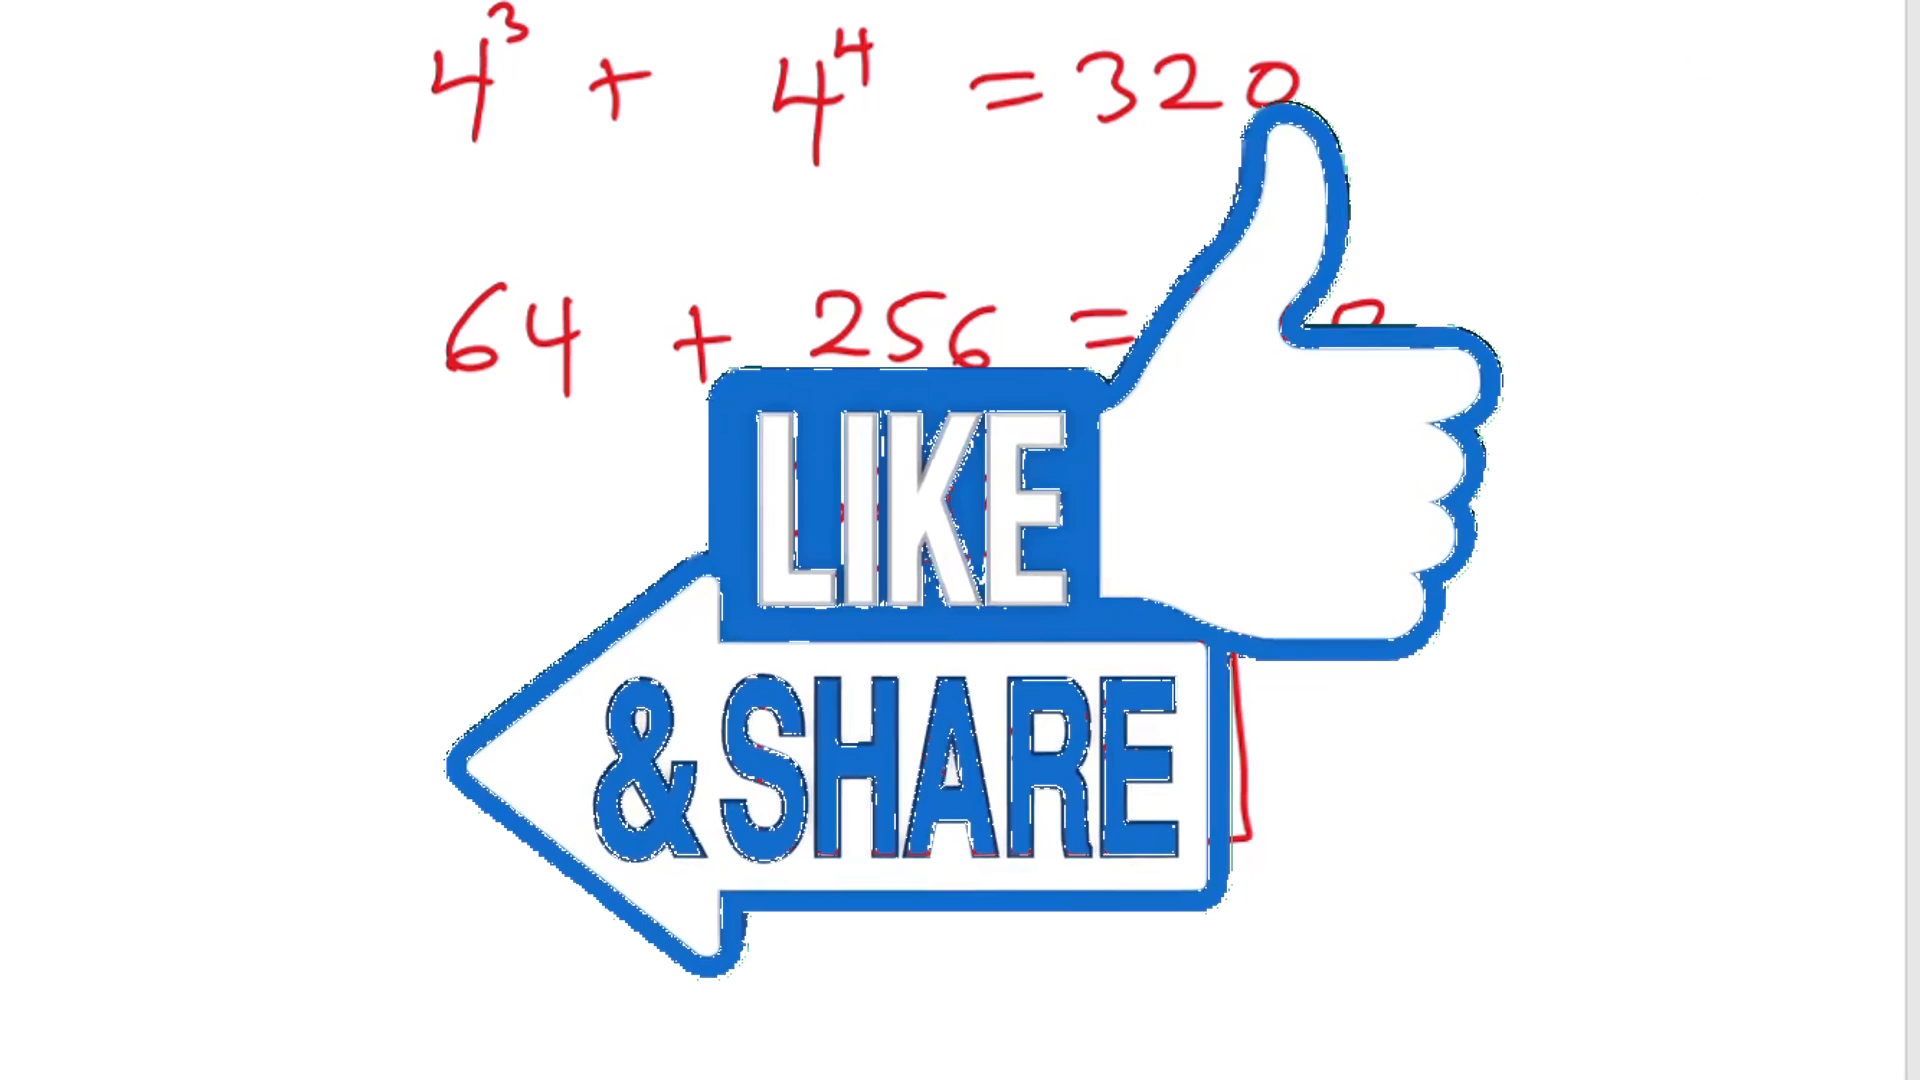 4³ + 4⁴ = 320
64 + 256 =
LIKE
& SHARE